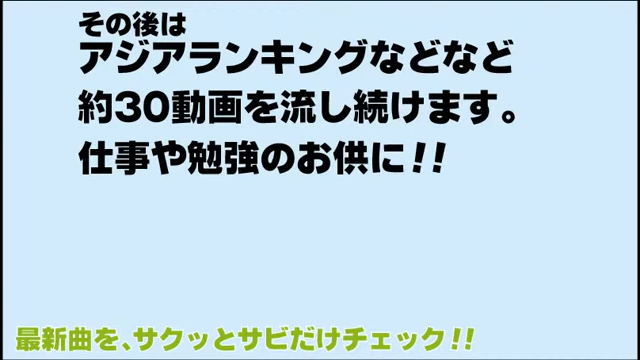 その後は
アジアランキングなどなど
約30動画を流し続けます。
仕事や勉強のお供に!!
最新曲を、サクッとサビだけチェック!!